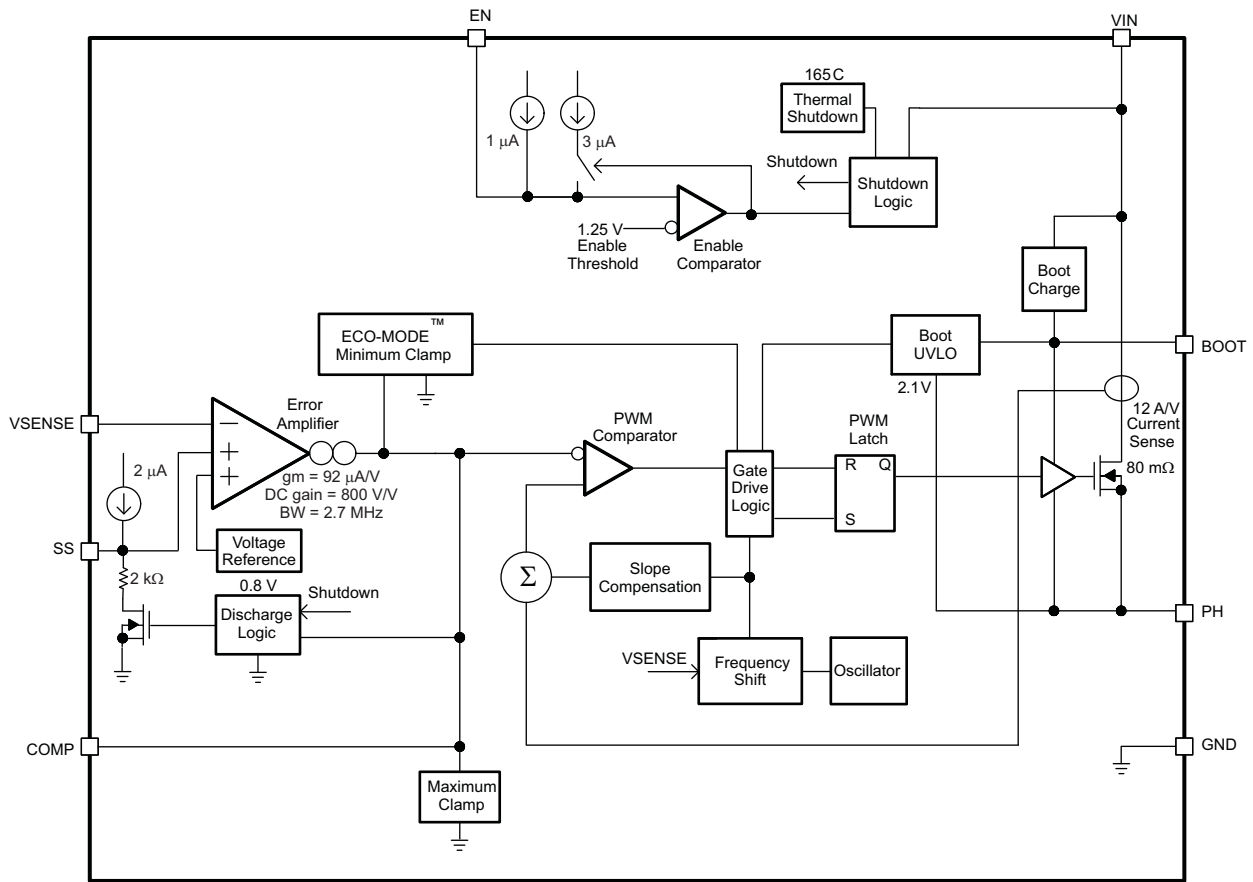 EN
VIN
165C
Thermal
Shutdown
1 μA
3 μA
Shutdown
Shutdown
Logic
1.25 V
Enable
Threshold
Enable
Comparator
Boot
Charge
ECO-MODE™
Minimum Clamp
Boot
UVLO
BOOT
2.1V
VSENSE
Error
Amplifier
PWM
Comparator
PWM
Latch
12 A/V
Current
Sense
80 mΩ
2 μA
gm = 92 μA/V
DC gain = 800 V/V
BW = 2.7 MHz
Gate
Drive
Logic
R Q
S
SS
Voltage
Reference
2 kΩ
0.8 V
Shutdown
Discharge
Logic
Σ
Slope
Compensation
PH
VSENSE
Frequency
Shift
Oscillator
COMP
GND
Maximum
Clamp